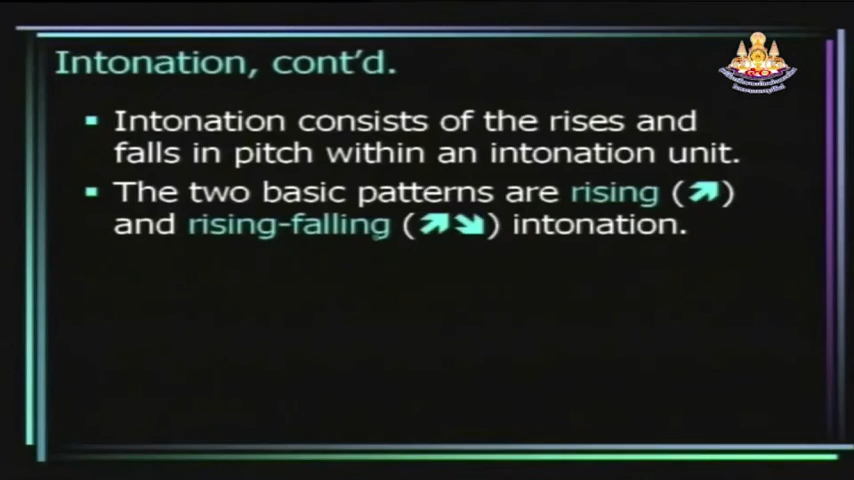 Intonation, cont'd.
Intonation consists of the rises and
falls in pitch within an intonation unit.
The two basic patterns are rising (↗)
and rising-falling (↗↘) intonation.